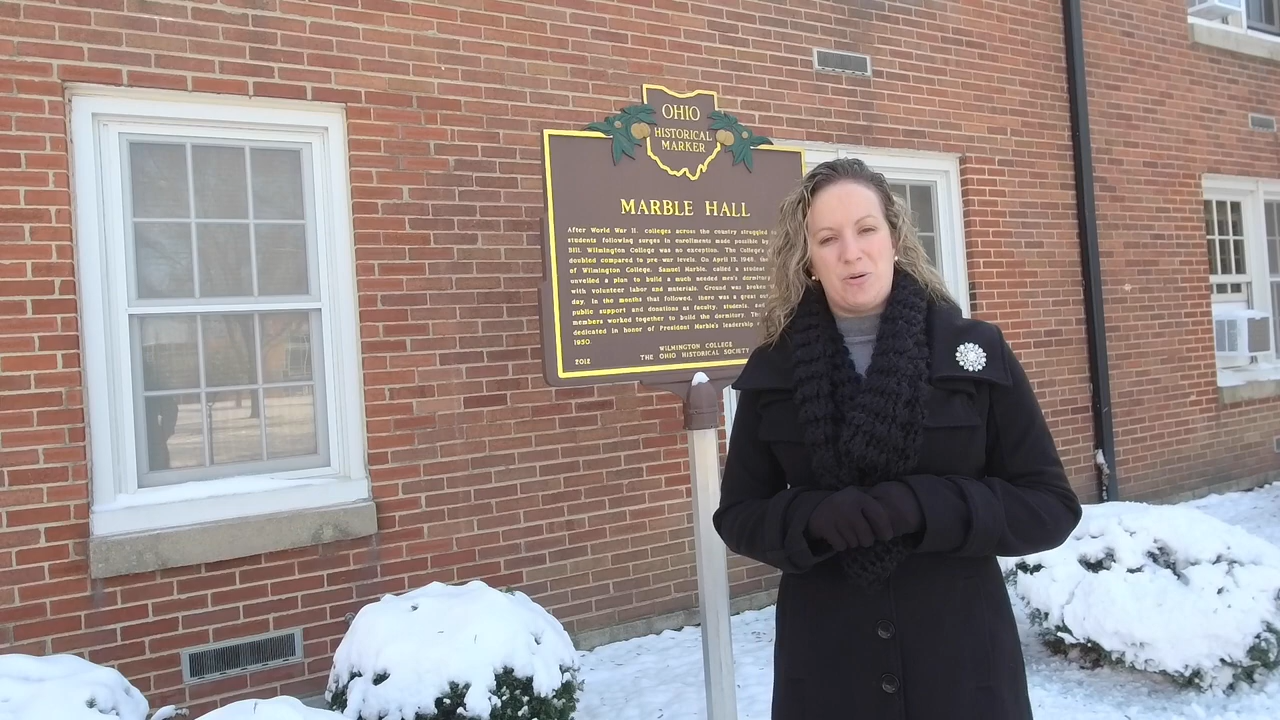 OHIO
HISTORICAL
MARKER
MARBLE HALL
After World War II, colleges across the country struggled
students following surges in enrollments made possible by
Bill. Wilmington College was no exception. The College's
doubled compared to pre-war levels. On April 13, 1948, the
of Wilmington College, Samuel Marble, called a student
unveiled a plan to build a much needed men's dormitory
with volunteer labor and materials. Ground was broken
day. In the months that followed, there was a great
public support and donations as faculty, students, and
members worked together to build the dormitory.
dedicated in honor of President Marble's leadership
1950.
WILMINGTON COLLEGE
2012 THE OHIO HISTORICAL SOCIETY